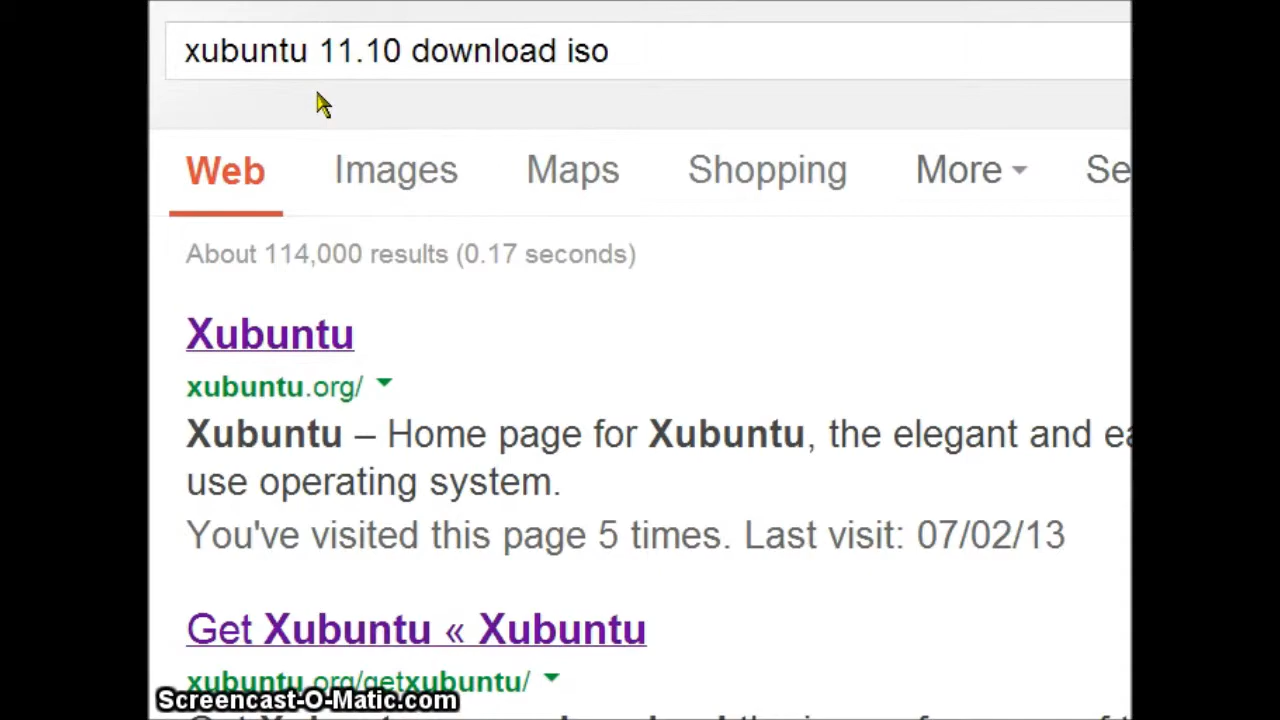 xubuntu 11.10 download iso
Web Images Maps Shopping More Se
About 114,000 results (0.17 seconds)
Xubuntu
xubuntu.org/
Xubuntu – Home page for Xubuntu, the elegant and ea
use operating system.
You've visited this page 5 times. Last visit: 07/02/13
Get Xubuntu « Xubuntu
xubuntu.org/getxubuntu/
Screencast-O-Matic.com